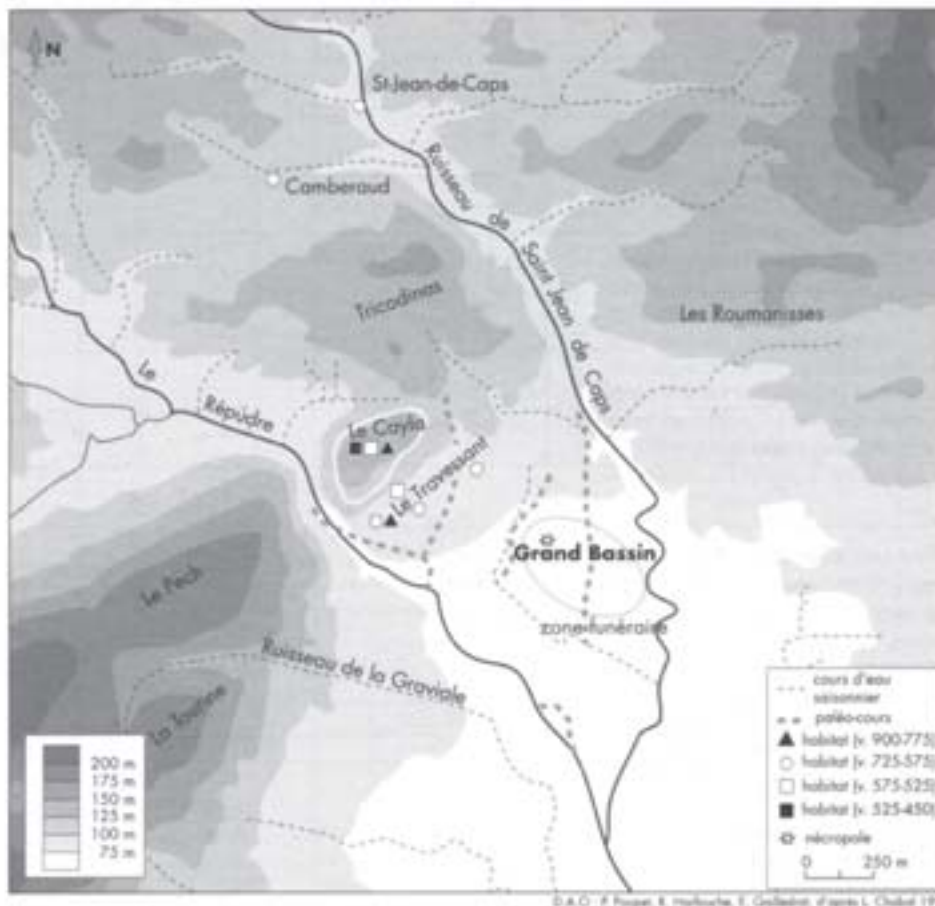 N
St-Jean-de-Caps
Camberaud
Ruisseau de Saint Jean de Caps
Tricodinas
Les Roumanisses
Le Répudre
Le Cayla
Le Travessant
Grand Bassin
zone funéraire
Le Pech
Ruisseau de la Graviale
La Tourne
cours d'eau
saisonnier
paléo-cours
habitat (v. 900-775)
habitat (v. 725-575)
habitat (v. 575-525)
habitat (v. 525-450)
nécropole
0 250 m
200 m
175 m
150 m
125 m
100 m
75 m
D.A.O : P. R. E. d'après L.